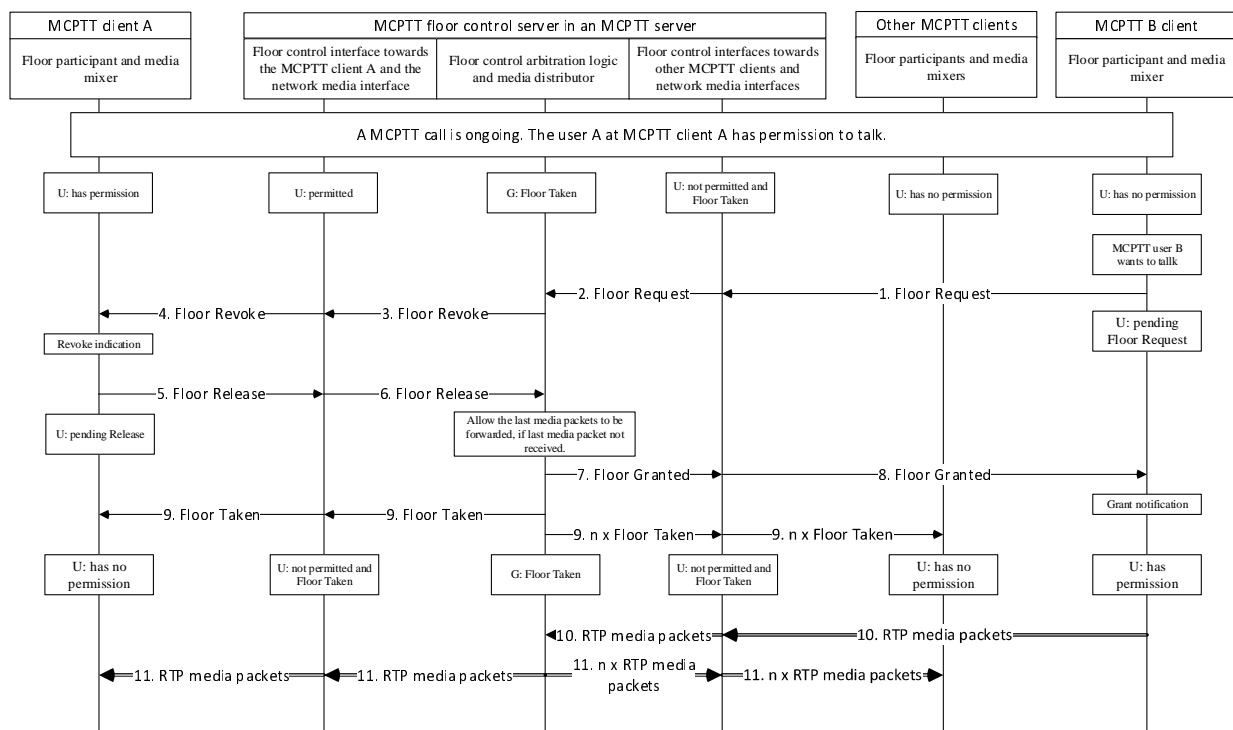 MCPTT client A
MCPTT floor control server in an MCPTT server
Other MCPTT clients
MCPTT B client
Floor participant and media
mixer
Floor control interface towards
the MCPTT client A and the
network media interface
Floor control arbitration logic
and media distributor
Floor control interfaces towards
other MCPTT clients and
network media interfaces
Floor participants and media
mixers
Floor participant and media
mixer
A MCPTT call is ongoing. The user A at MCPTT client A has permission to talk.
U: has permission
U: permitted
G: Floor Taken
U: not permitted and
Floor Taken
U: has no permission
U: has no permission
MCPTT user B
wants to tallk
2. Floor Request
1. Floor Request
4. Floor Revoke
3. Floor Revoke
U: pending
Floor Request
Revoke indication
5. Floor Release
6. Floor Release
U: pending Release
Allow the last media packets to be
forwarded, if last media packet not
received.
7. Floor Granted
8. Floor Granted
Grant notification
9. Floor Taken
9. Floor Taken
9. n x Floor Taken
9. n x Floor Taken
U: has no
permission
U: not permitted and
Floor Taken
G: Floor Taken
U: not permitted and
Floor Taken
U: has no
permission
U: has
permission
10. RTP media packets
10. RTP media packets
11. RTP media packets
11. RTP media packets
11. n x RTP media
packets
11. n x RTP media packets